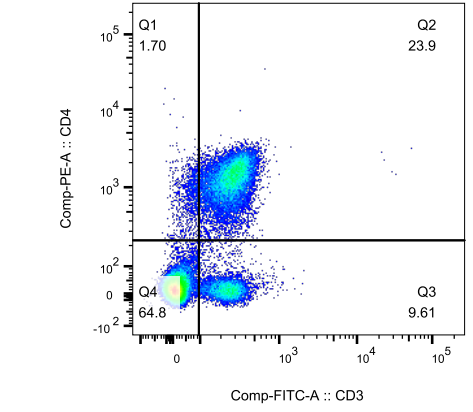 Q1
1.70
Q2
23.9
10^5
10^4
10^3
10^2
0
-10^2
Q4
64.8
Q3
9.61
0
10^3
10^4
10^5
Comp-PE-A :: CD4
Comp-FITC-A :: CD3